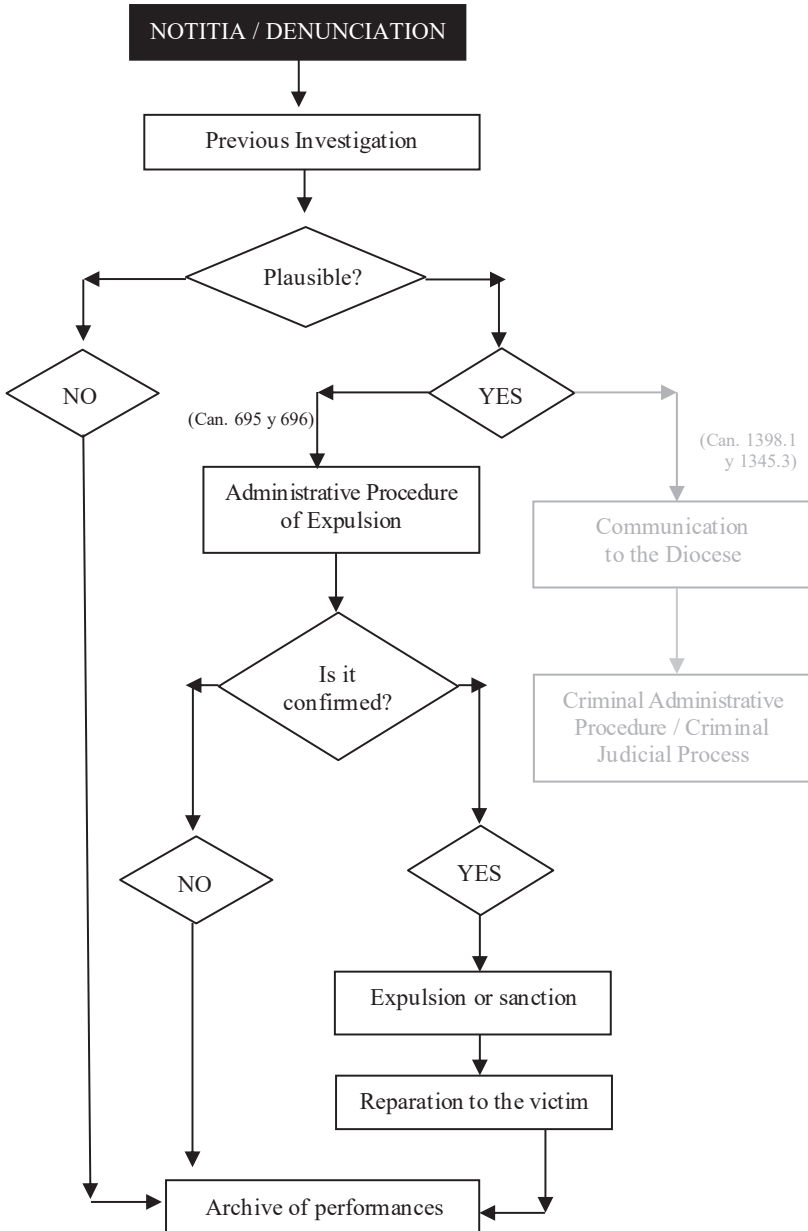 NOTITIA / DENUNCIATION
Previous Investigation
Plausible?
NO
YES
(Can. 695 y 696)
(Can. 1398.1
y 1345.3)
Administrative Procedure
of Expulsion
Communication
to the Diocese
Is it
confirmed?
Criminal Administrative
Procedure / Criminal
Judicial Process
NO
YES
Expulsion or sanction
Reparation to the victim
Archive of performances